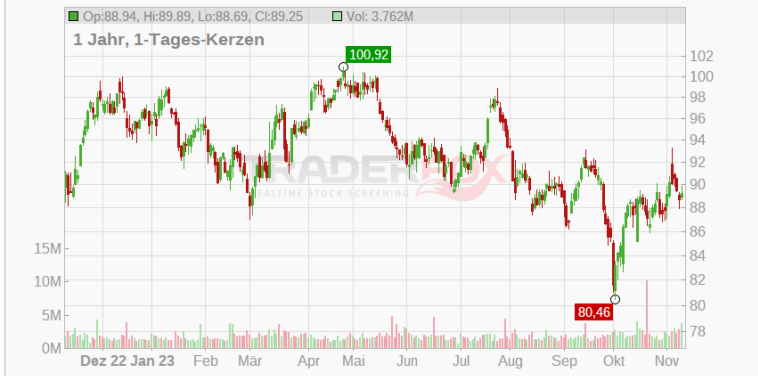 Op:88.94, Hi:89.89, Lo:88.69, Cl:89.25 Vol: 3.762M
1 Jahr, 1-Tages-Kerzen
100,92
102
100
98
96
94
92
TRADERFOX
90
REALTIME STOCK SCREENING
88
86
84
15M
82
10M
80
80,46
5M
78
0M
Dez 22 Jan 23 Feb Mär Apr Mai Jun Jul Aug Sep Okt Nov